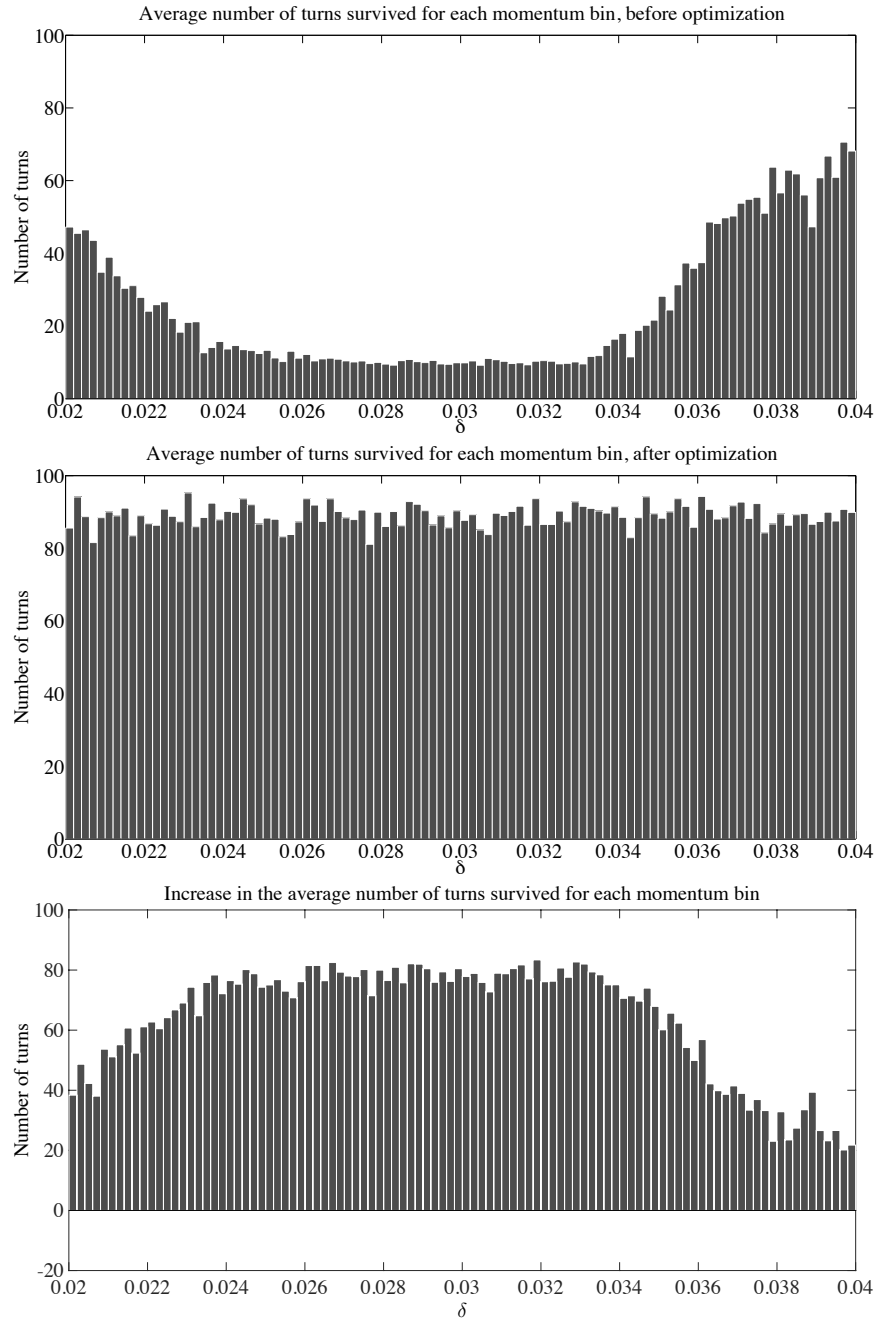 Average number of turns survived for each momentum bin, before optimization
100
80
60
40
20
0
Number of turns
0.02 0.022 0.024 0.026 0.028 0.03 0.032 0.034 0.036 0.038 0.04
δ
Average number of turns survived for each momentum bin, after optimization
100
80
60
40
20
0
Number of turns
0.02 0.022 0.024 0.026 0.028 0.03 0.032 0.034 0.036 0.038 0.04
δ
Increase in the average number of turns survived for each momentum bin
100
80
60
40
20
0
-20
Number of turns
0.02 0.022 0.024 0.026 0.028 0.03 0.032 0.034 0.036 0.038 0.04
δ